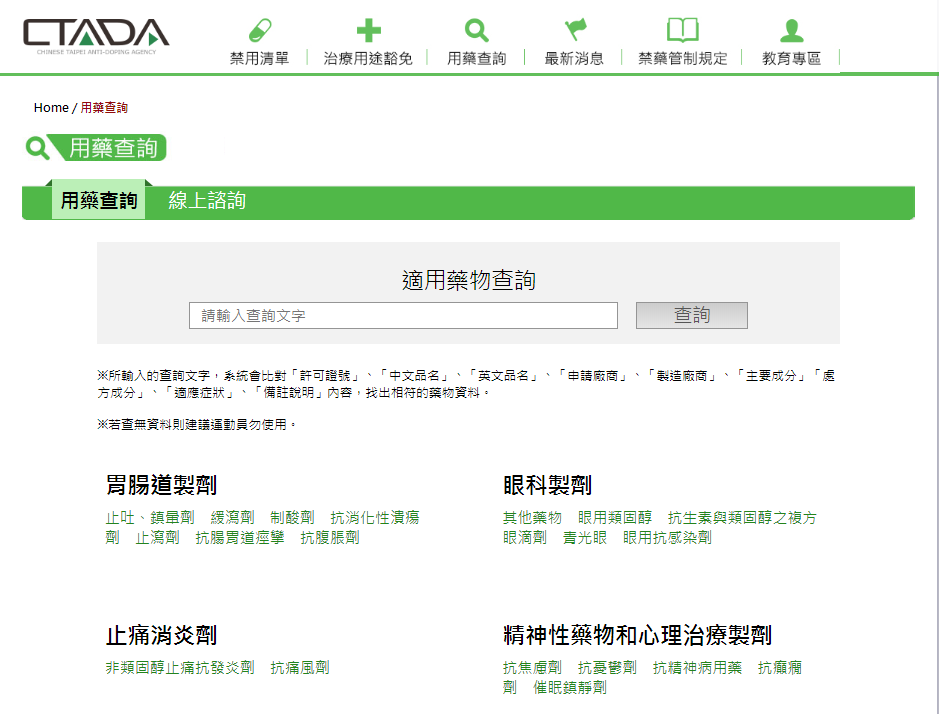 CTADA
CHINESE TAIPEI ANTI-DOPING AGENCY
禁用清單
治療用途豁免
用藥查詢
最新消息
禁藥管制規定
教育專區
Home / 用藥查詢
用藥查詢
用藥查詢
線上諮詢
適用藥物查詢
請輸入查詢文字
查詢
※所輸入的查詢文字，系統會比對「許可證號」、「中文品名」、「英文品名」、「申請廠商」、「製造廠商」、「主要成分」「處
方成分」、「適應症狀」、「備註說明」內容，找出相符的藥物資料。
※若查無資料則建議運動員勿使用。
胃腸道製劑
止吐、鎮暈劑 緩瀉劑 制酸劑 抗消化性潰瘍
劑 止瀉劑 抗腸胃道痙攣 抗腹脹劑
眼科製劑
其他藥物 眼用類固醇 抗生素與類固醇之複方
眼滴劑 青光眼 眼用抗感染劑
止痛消炎劑
非類固醇止痛抗發炎劑 抗痛風劑
精神性藥物和心理治療製劑
抗焦慮劑 抗憂鬱劑 抗精神病用藥 抗癲癇
劑 催眠鎮靜劑